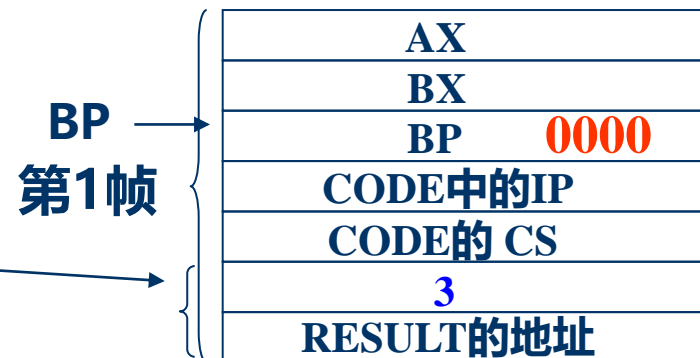 AX
BX
BP
BP 0000
第1帧
CODE中的IP
CODE的 CS
3
RESULT的地址